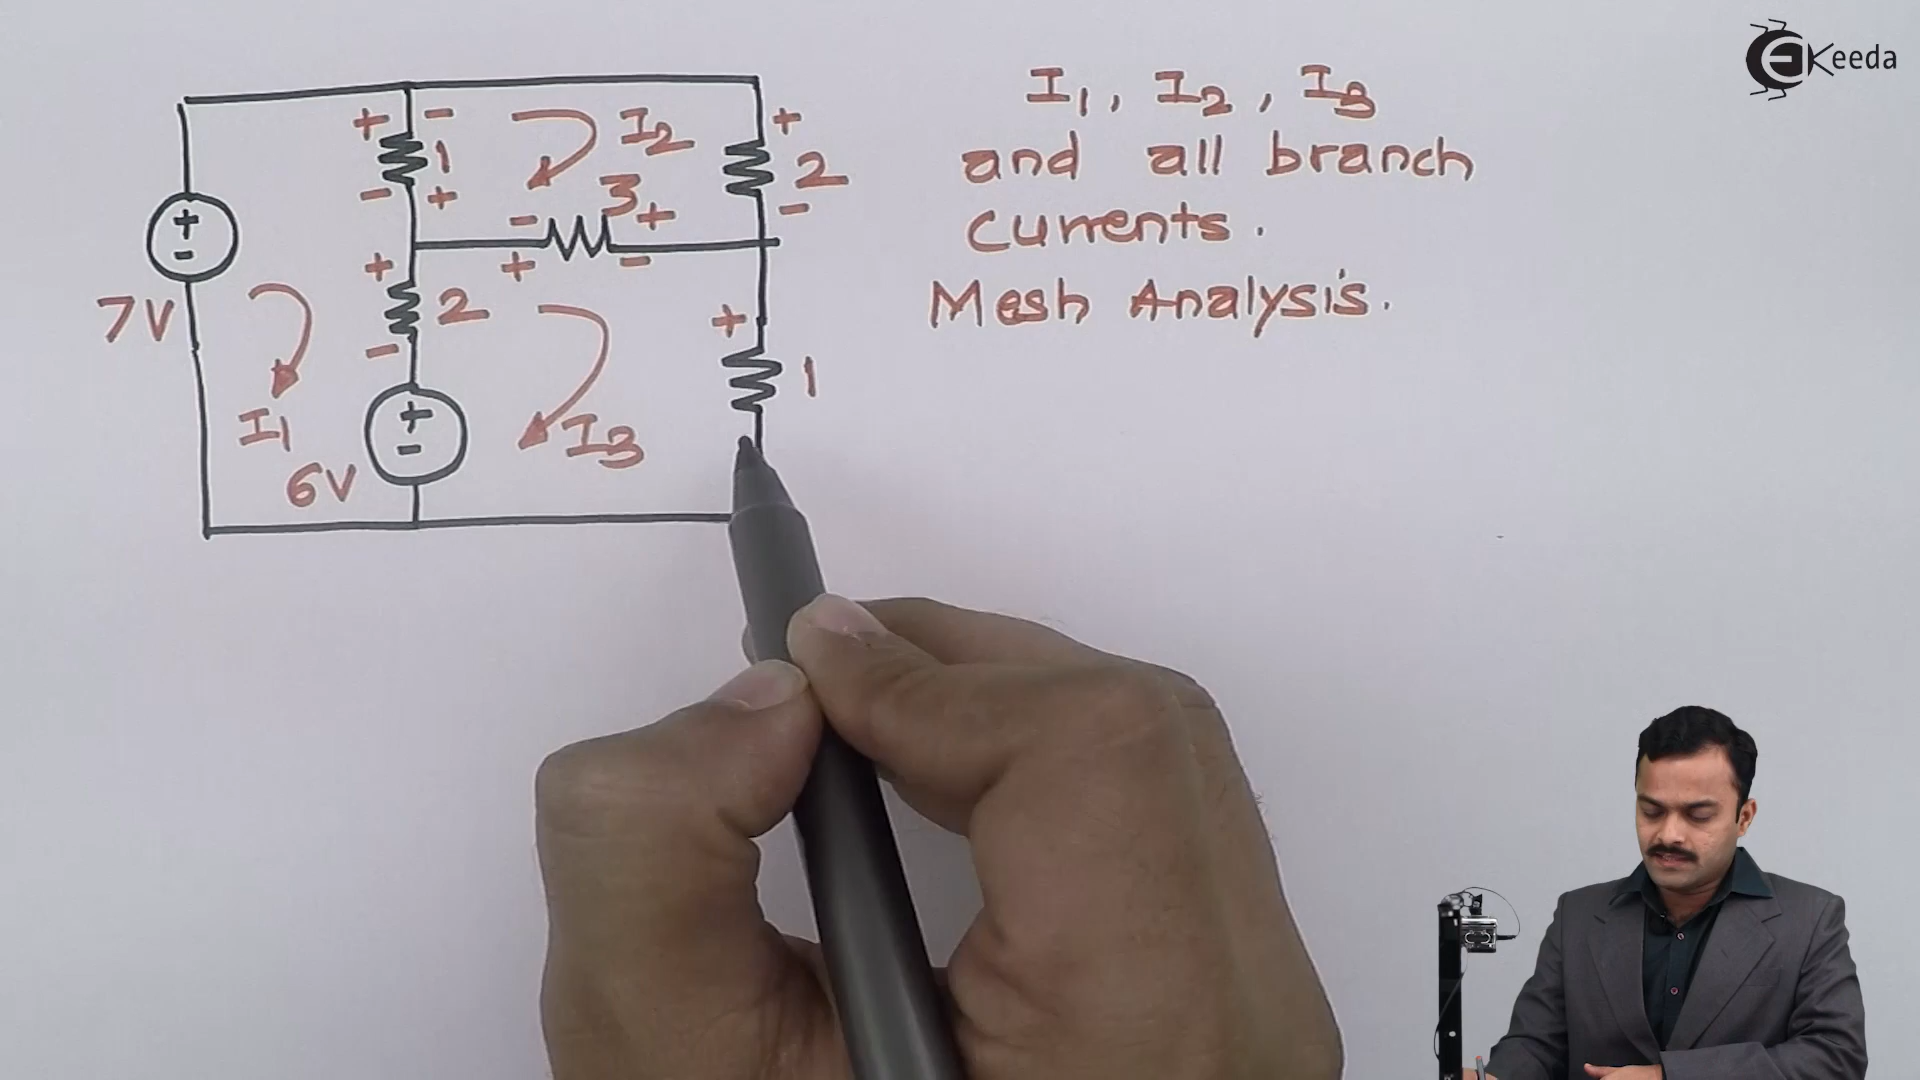 I1, I2, I3
and all branch
currents.
Mesh Analysis.
Keeda
+ - I2 +
1 2
- + 3 -
- +
+ + -
+ -
7V 2 +
- 1
I1 + I3
-
6V